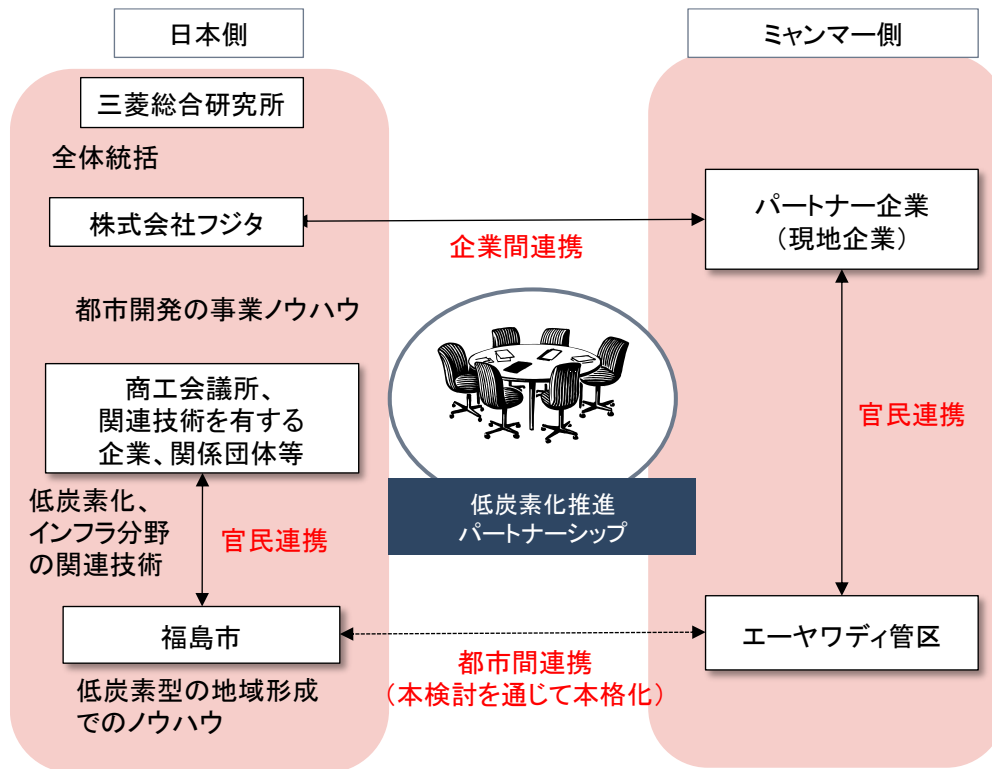 日本側
ミャンマー側
三菱総合研究所
全体統括
株式会社フジタ
パートナー企業
（現地企業）
企業間連携
都市開発の事業ノウハウ
商工会議所、
関連技術を有する
企業、関係団体等
官民連携
低炭素化、
インフラ分野
の関連技術
官民連携
低炭素化推進
パートナーシップ
福島市
エーヤワディ管区
都市間連携
（本検討を通じて本格化）
低炭素型の地域形成
でのノウハウ